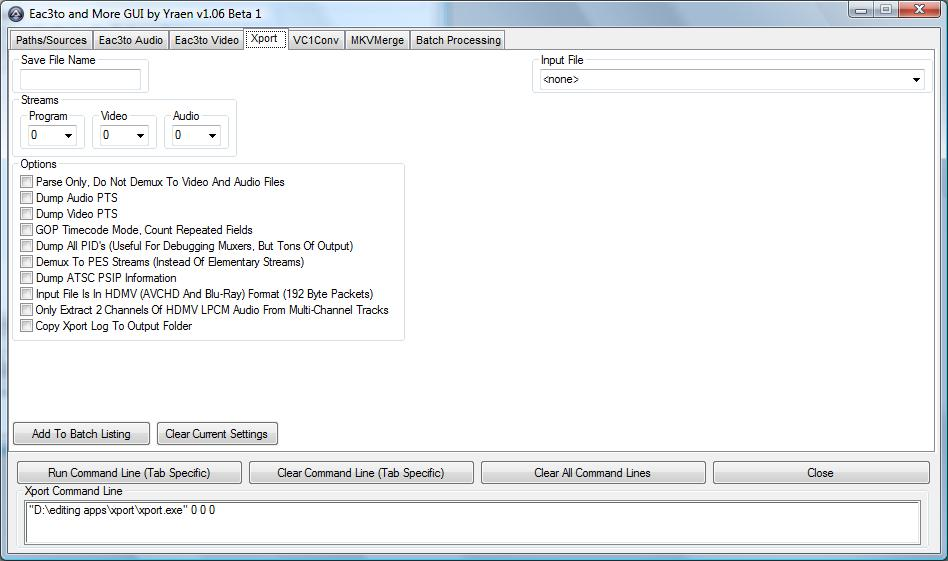 Eac3to and More GUI by Yraen v1.06 Beta 1
Paths/Sources Eac3to Audio Eac3to Video Xport VC1Conv MKVMerge Batch Processing
Save File Name
Input File
<none>
Streams
Program Video Audio
0 0 0
Options
Parse Only, Do Not Demux To Video And Audio Files
Dump Audio PTS
Dump Video PTS
GOP Timecode Mode, Count Repeated Fields
Dump All PID's (Useful For Debugging Muxers, But Tons Of Output)
Demux To PES Streams (Instead Of Elementary Streams)
Dump ATSC PSIP Information
Input File Is In HDMV (AVCHD And Blu-Ray) Format (192 Byte Packets)
Only Extract 2 Channels Of HDMV LPCM Audio From Multi-Channel Tracks
Copy Xport Log To Output Folder
Add To Batch Listing Clear Current Settings
Run Command Line (Tab Specific) Clear Command Line (Tab Specific) Clear All Command Lines Close
Xport Command Line
"D:\editing apps\xport\xport.exe" 0 0 0